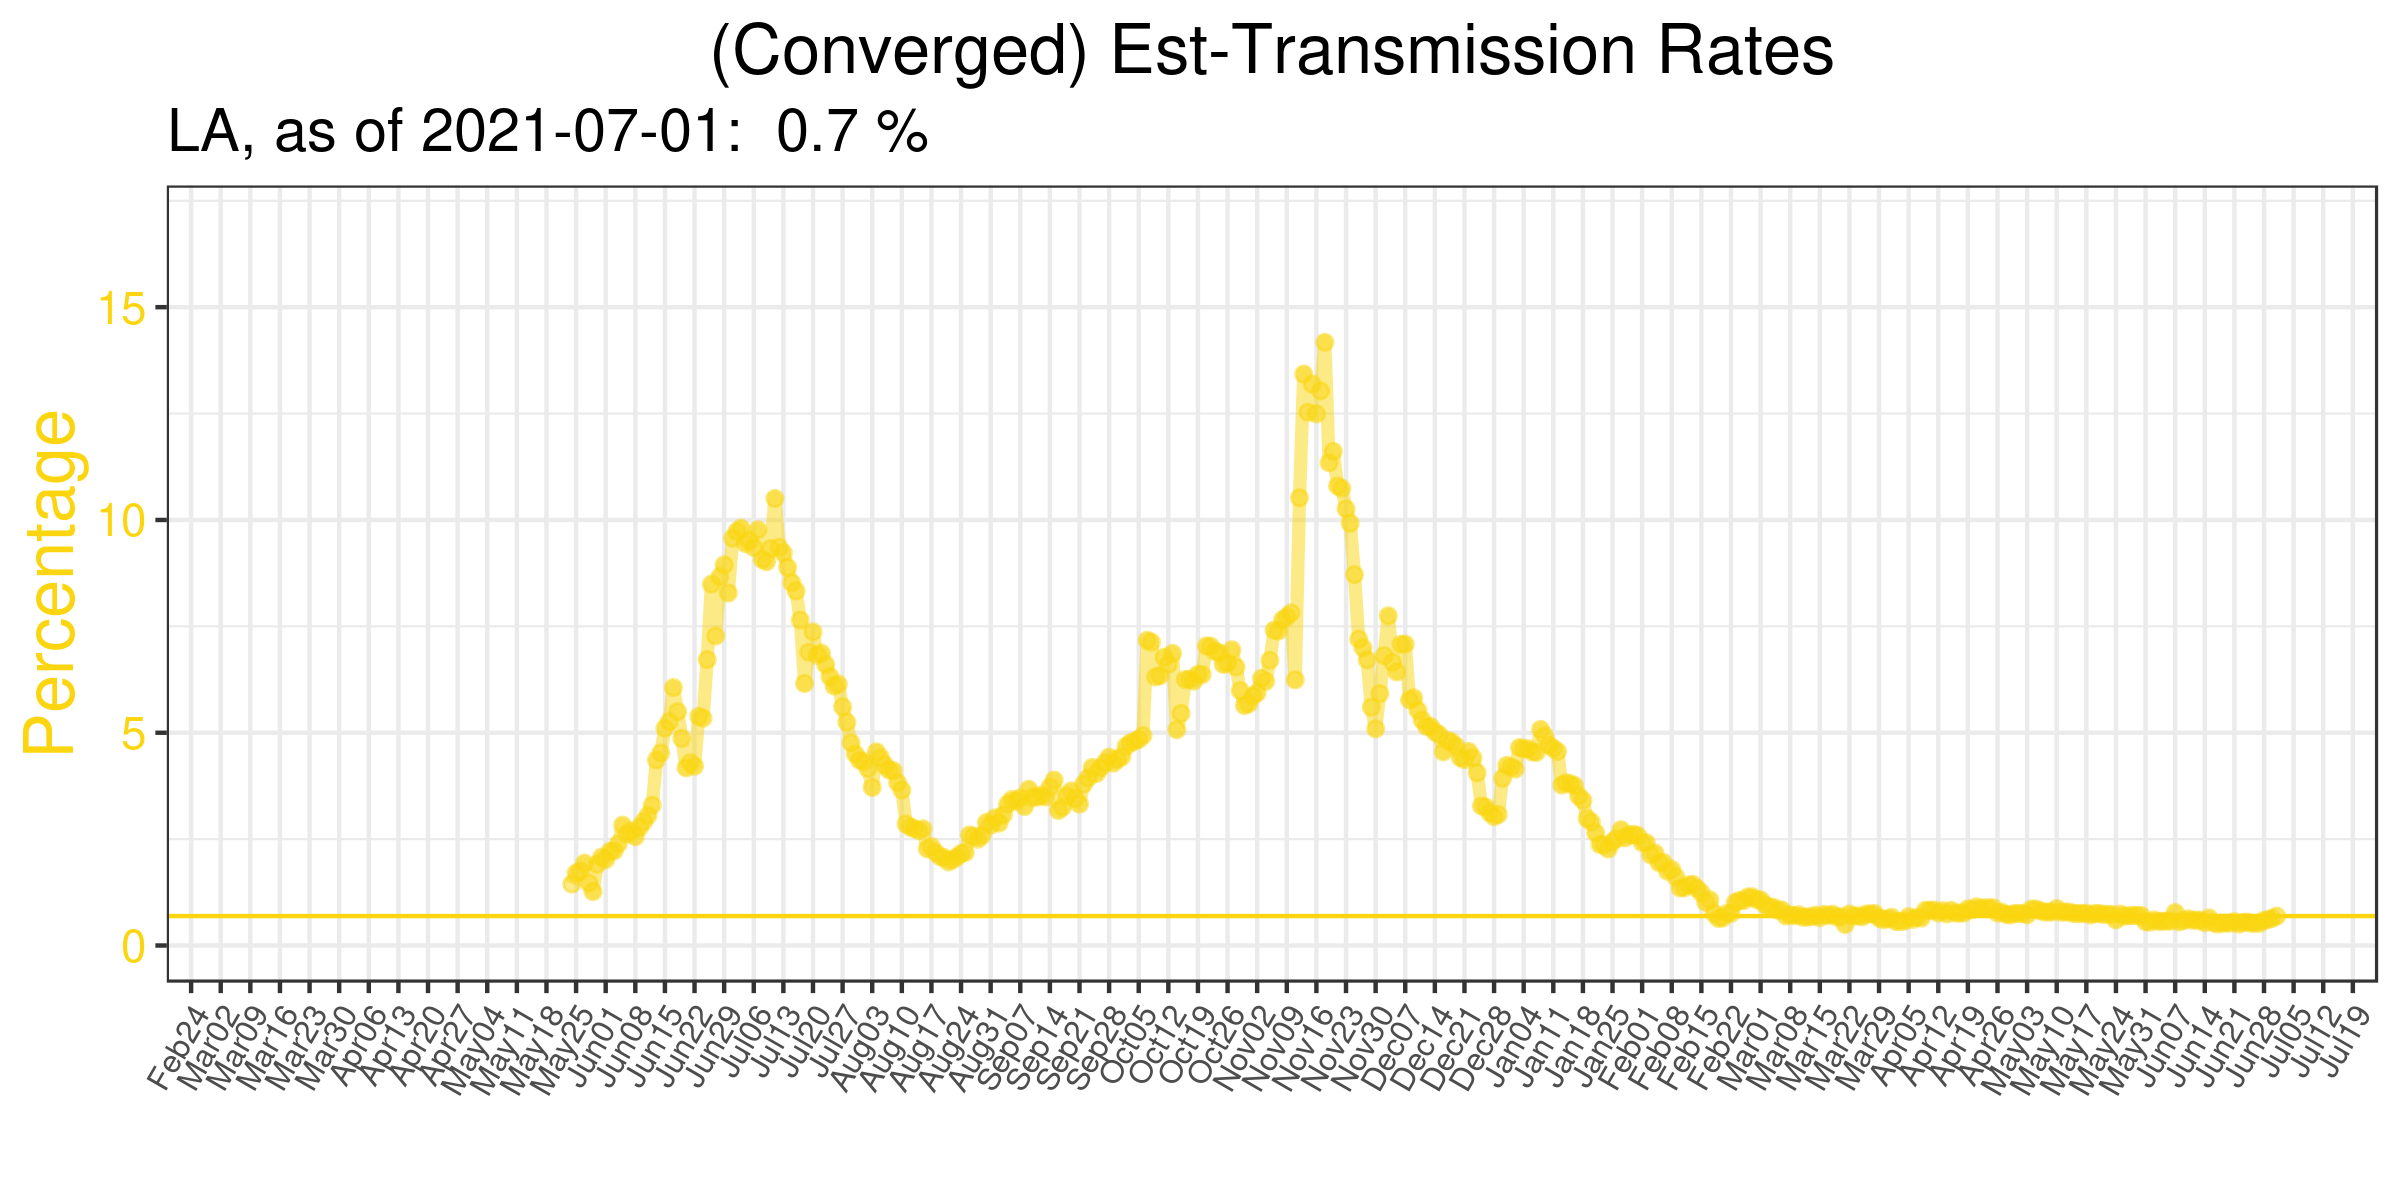 (Converged) Est-Transmission Rates
LA, as of 2021-07-01:  0.7 %
Percentage
15
10
5
0
Feb24
Mar02
Mar09
Mar16
Mar23
Mar30
Apr06
Apr13
Apr20
Apr27
May04
May11
May18
May25
Jun01
Jun08
Jun15
Jun22
Jun29
Jul06
Jul13
Jul20
Jul27
Aug03
Aug10
Aug17
Aug24
Aug31
Sep07
Sep14
Sep21
Sep28
Oct05
Oct12
Oct19
Oct26
Nov02
Nov09
Nov16
Nov23
Nov30
Dec07
Dec14
Dec21
Dec28
Jan04
Jan11
Jan18
Jan25
Feb01
Feb08
Feb15
Feb22
Mar01
Mar08
Mar15
Mar22
Mar29
Apr05
Apr12
Apr19
Apr26
May03
May10
May17
May24
May31
Jun07
Jun14
Jun21
Jun28
Jul05
Jul12
Jul19